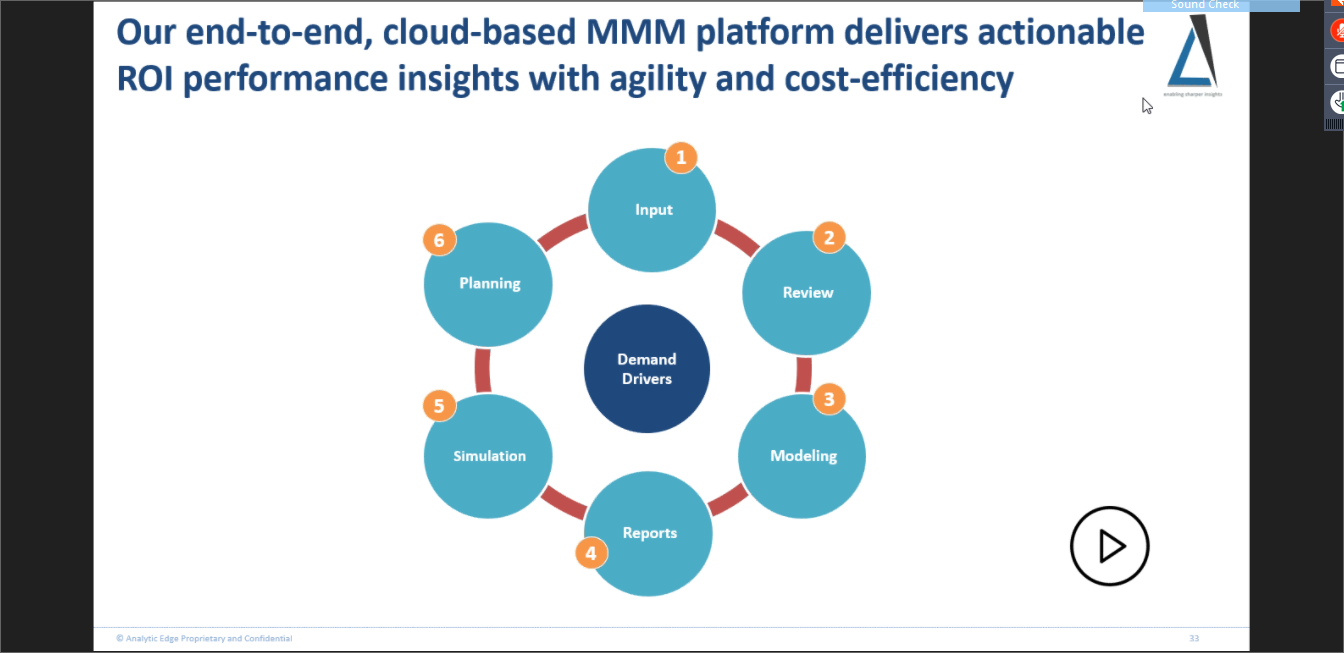 Sound Check
Our end-to-end, cloud-based MMM platform delivers actionable
ROI performance insights with agility and cost-efficiency
enabling sharper insights
1
Input
2
Review
3
Modeling
4
Reports
5
Simulation
6
Planning
Demand
Drivers
© Analytic Edge Proprietary and Confidential
33